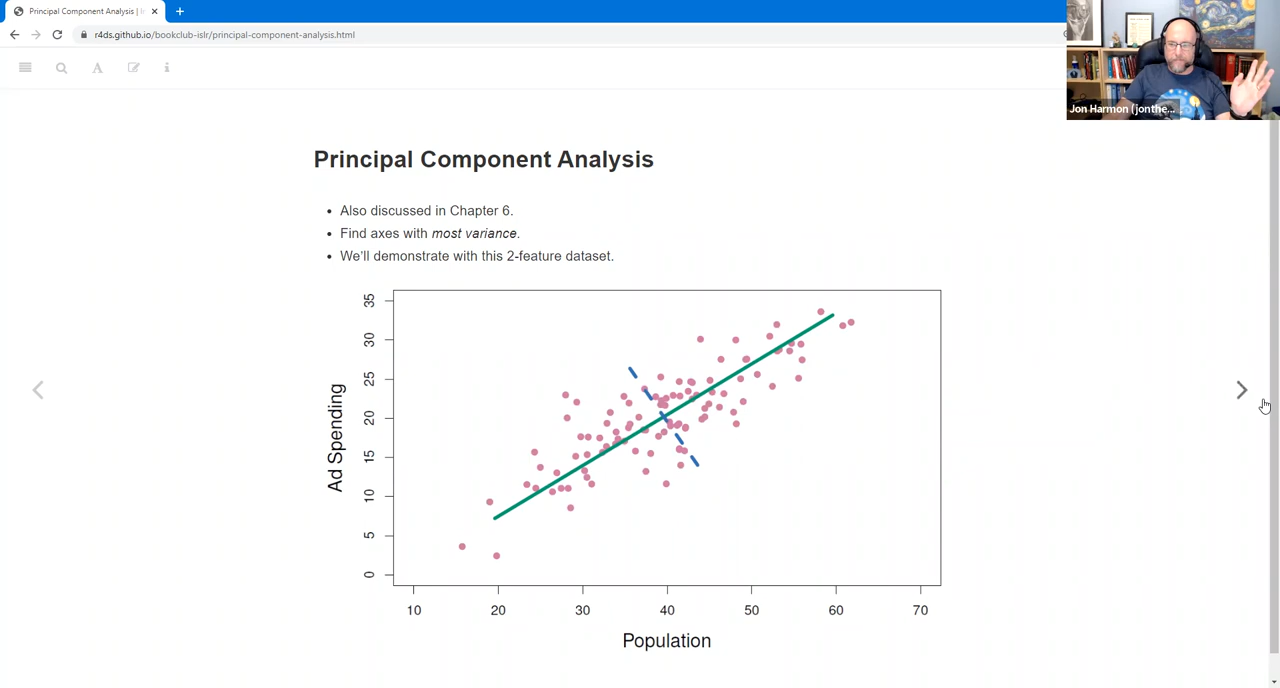 Principal Component Analysis | I
r4ds.github.io/bookclub-islr/principal-component-analysis.html
Jon Harmon (jonthe...
Principal Component Analysis
• Also discussed in Chapter 6.
• Find axes with most variance.
• We'll demonstrate with this 2-feature dataset.
35
30
25
20
15
10
5
0
Ad Spending
10 20 30 40 50 60 70
Population